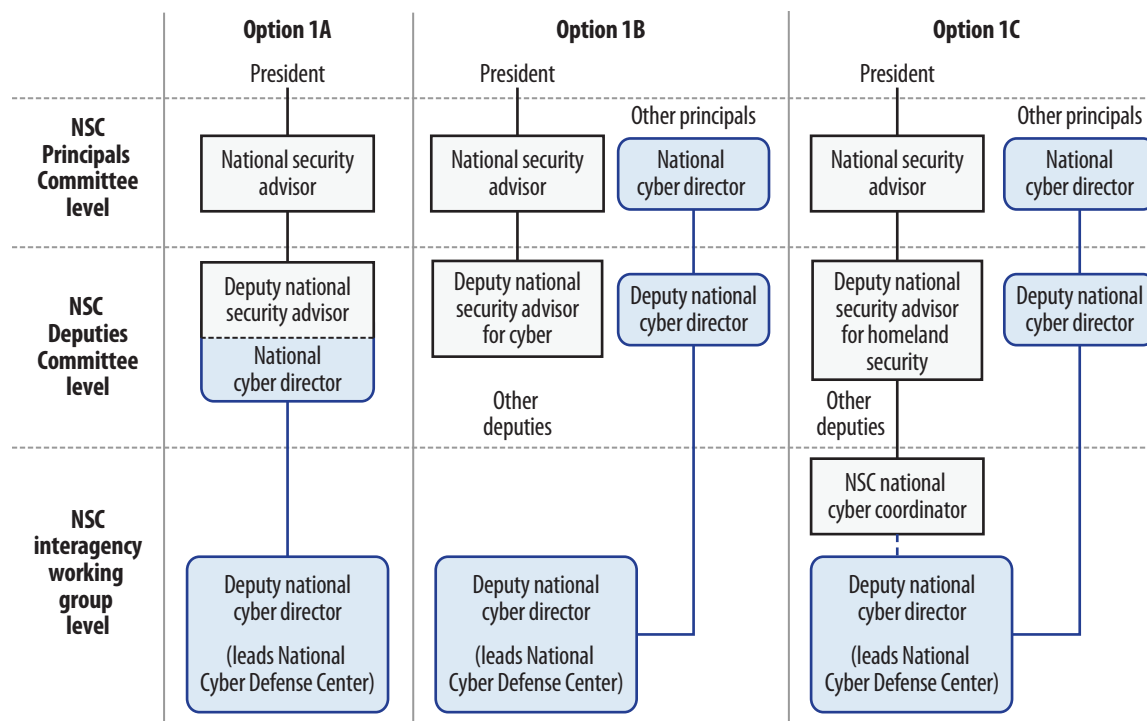 Option 1A
Option 1B
Option 1C
President
President
President
NSC
Principals
Committee
level
National security
advisor
National security
advisor
Other principals
National
cyber director
National security
advisor
Other principals
National
cyber director
NSC
Deputies
Committee
level
Deputy national
security advisor
National
cyber director
Deputy national
security advisor
for cyber
Deputy national
cyber director
Other
deputies
Deputy national
security advisor
for homeland
security
Deputy national
cyber director
Other
deputies
NSC
interagency
working
group
level
Deputy national
cyber director
(leads National
Cyber Defense Center)
Deputy national
cyber director
(leads National
Cyber Defense Center)
NSC national
cyber coordinator
Deputy national
cyber director
(leads National
Cyber Defense Center)